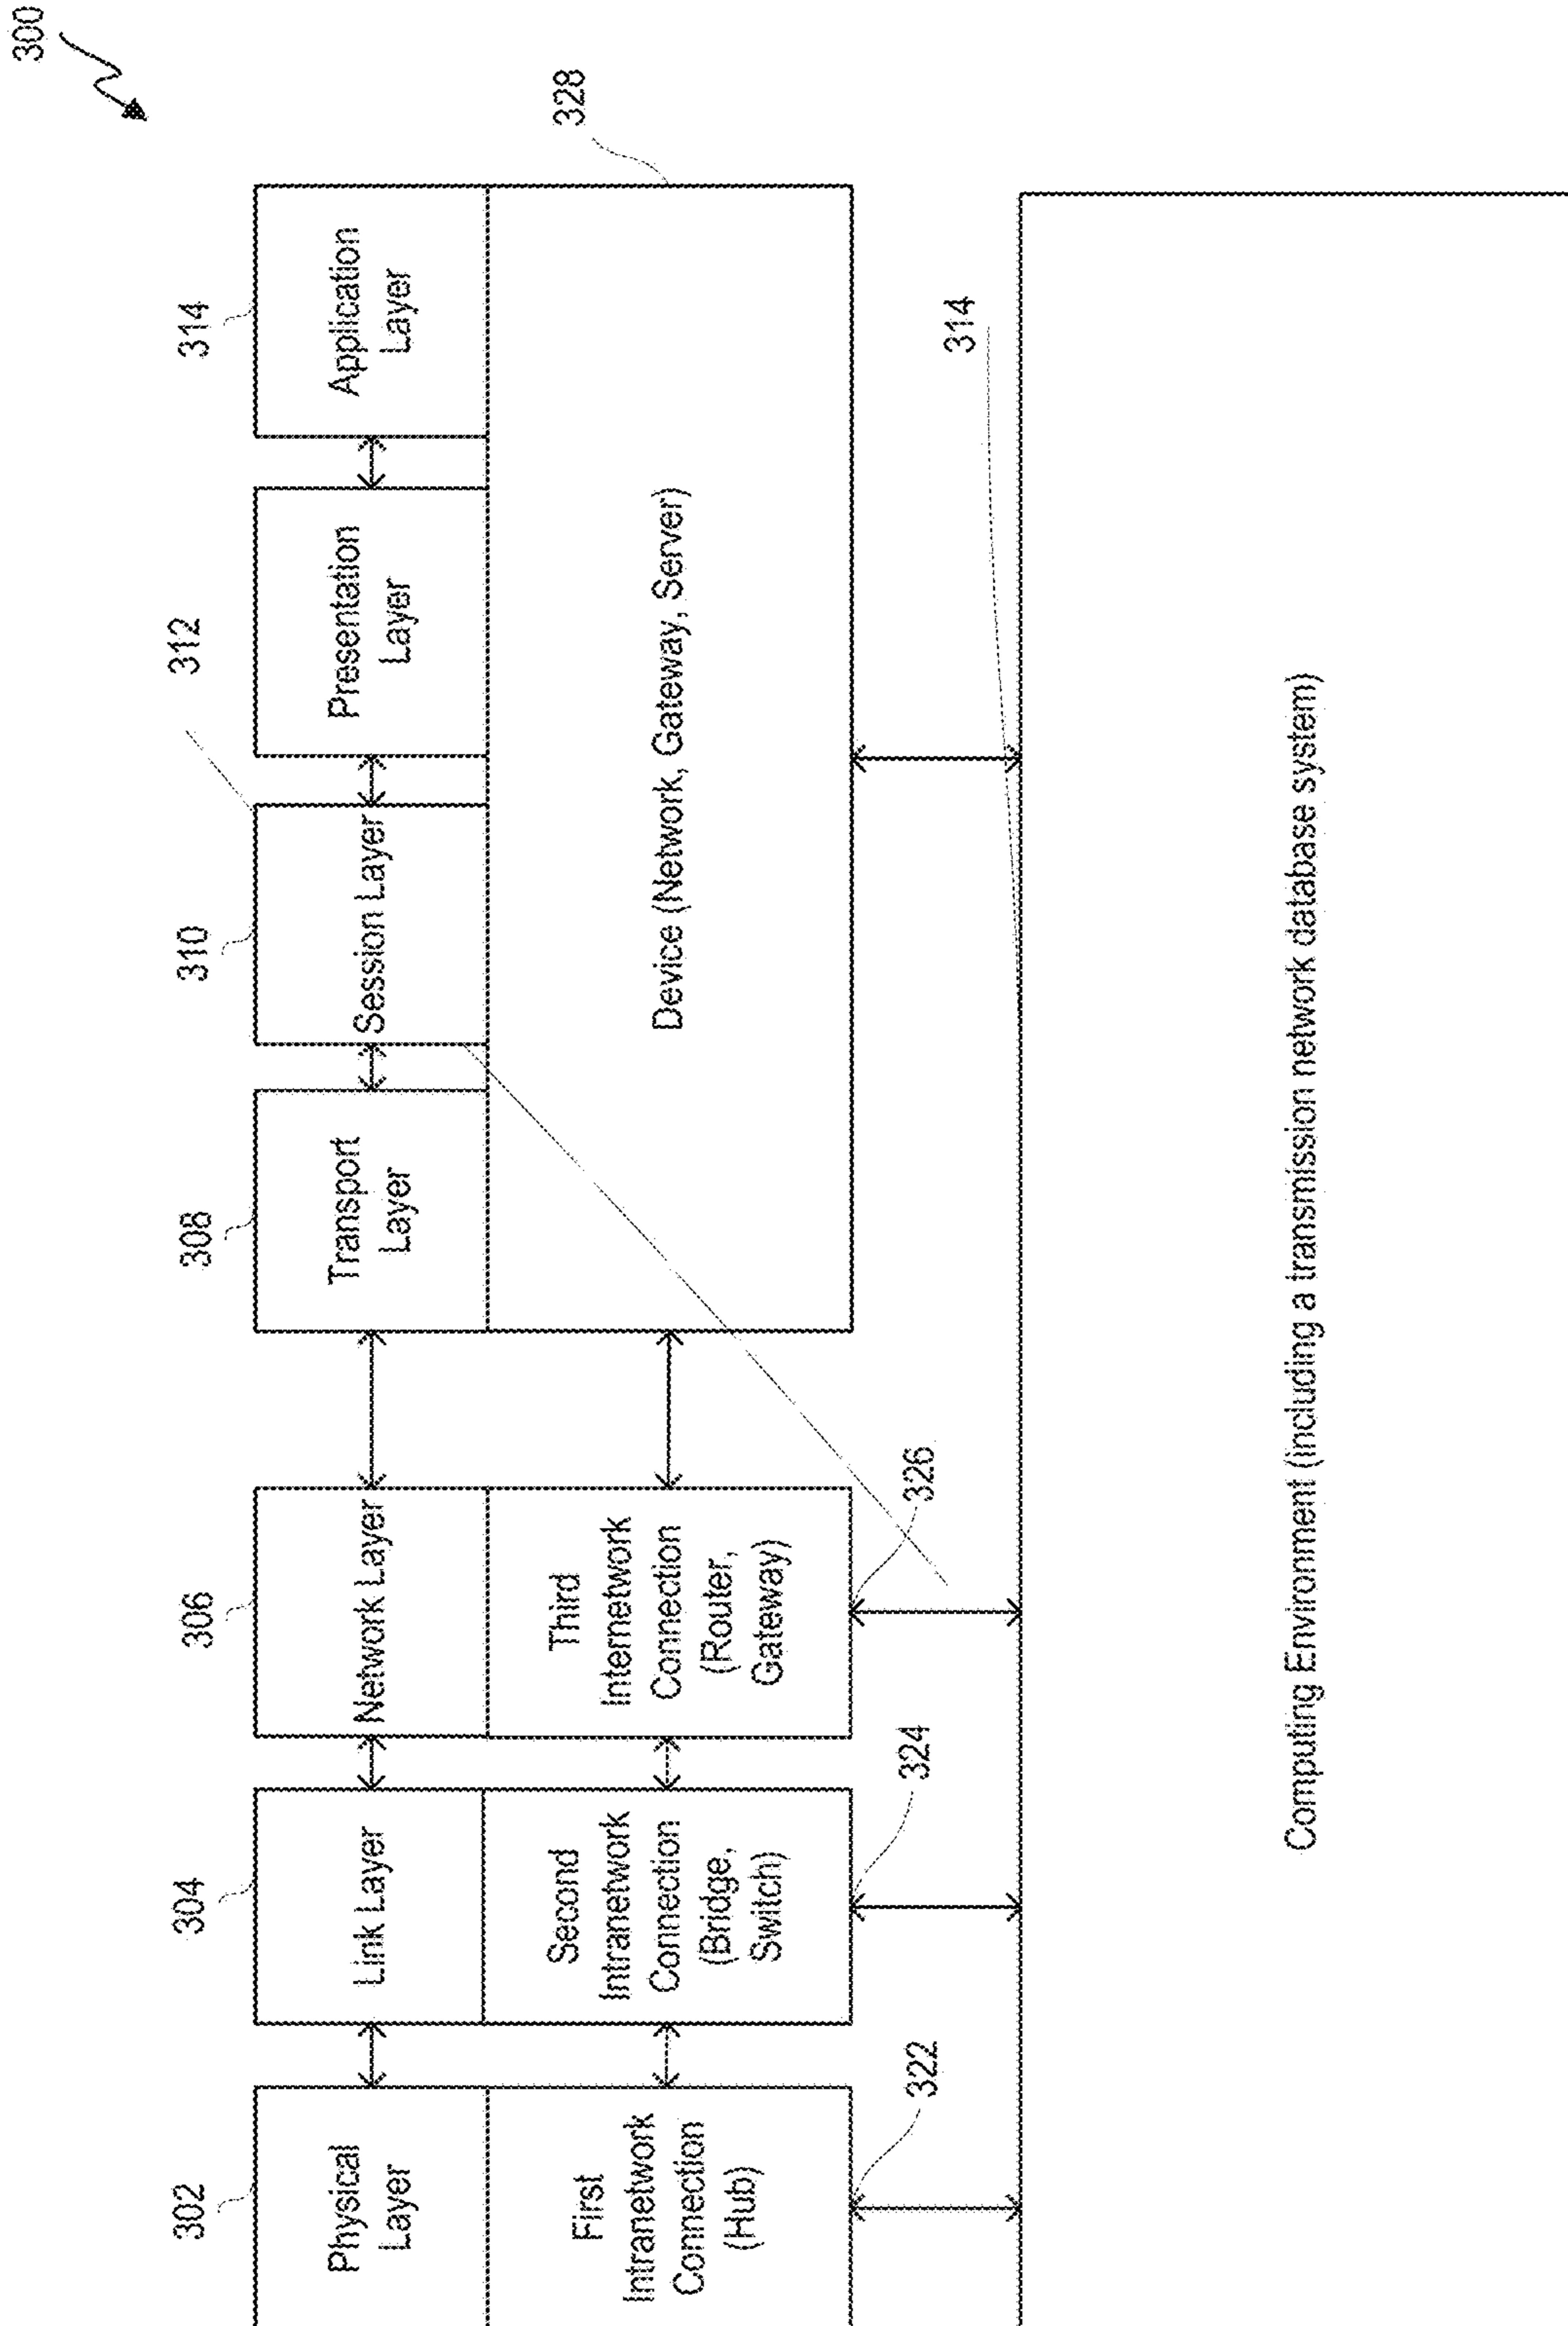 300
302
Physical
Layer
304
Link Layer
306
Network Layer
308
Transport
Layer
310
Session Layer
312
Presentation
Layer
314
Application
Layer
First
Intranetwork
Connection
(Hub)
Second
Intranetwork
Connection
(Bridge,
Switch)
Third
Internetwork
Connection
(Router,
Gateway)
Device (Network, Gateway, Server)
328
322
324
326
314
Computing Environment (including a transmission network database system)